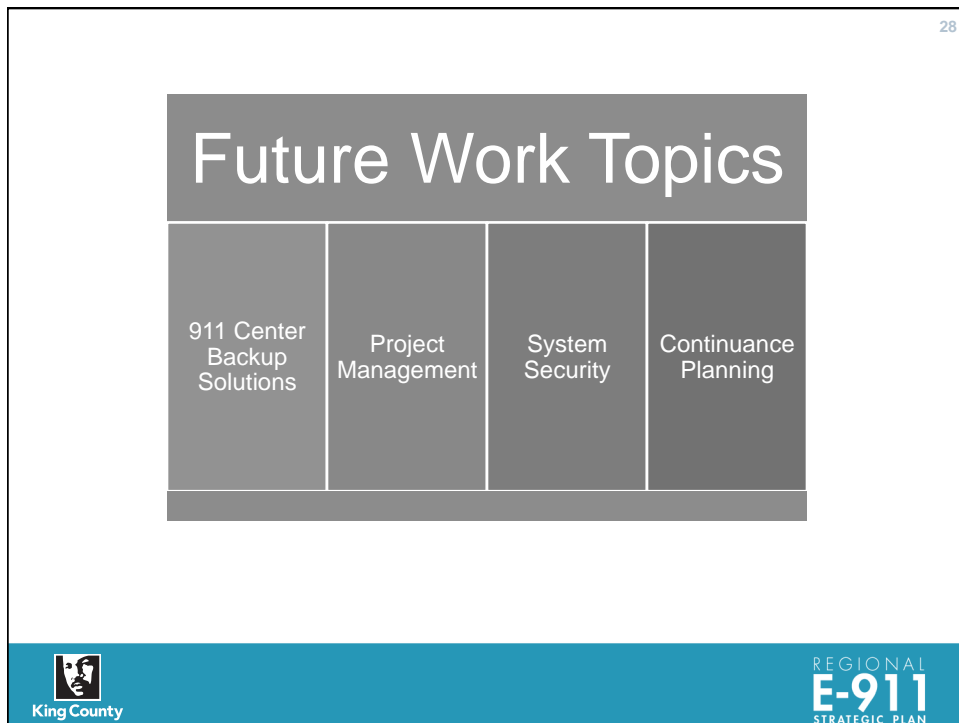 28
Future Work Topics
911 Center
Backup
Solutions
Project
Management
System
Security
Continuance
Planning
King County
REGIONAL
E-911
STRATEGIC PLAN